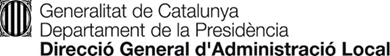 Generalitat de Catalunya
Departament de la Presidència
Direcció General d'Administració Local